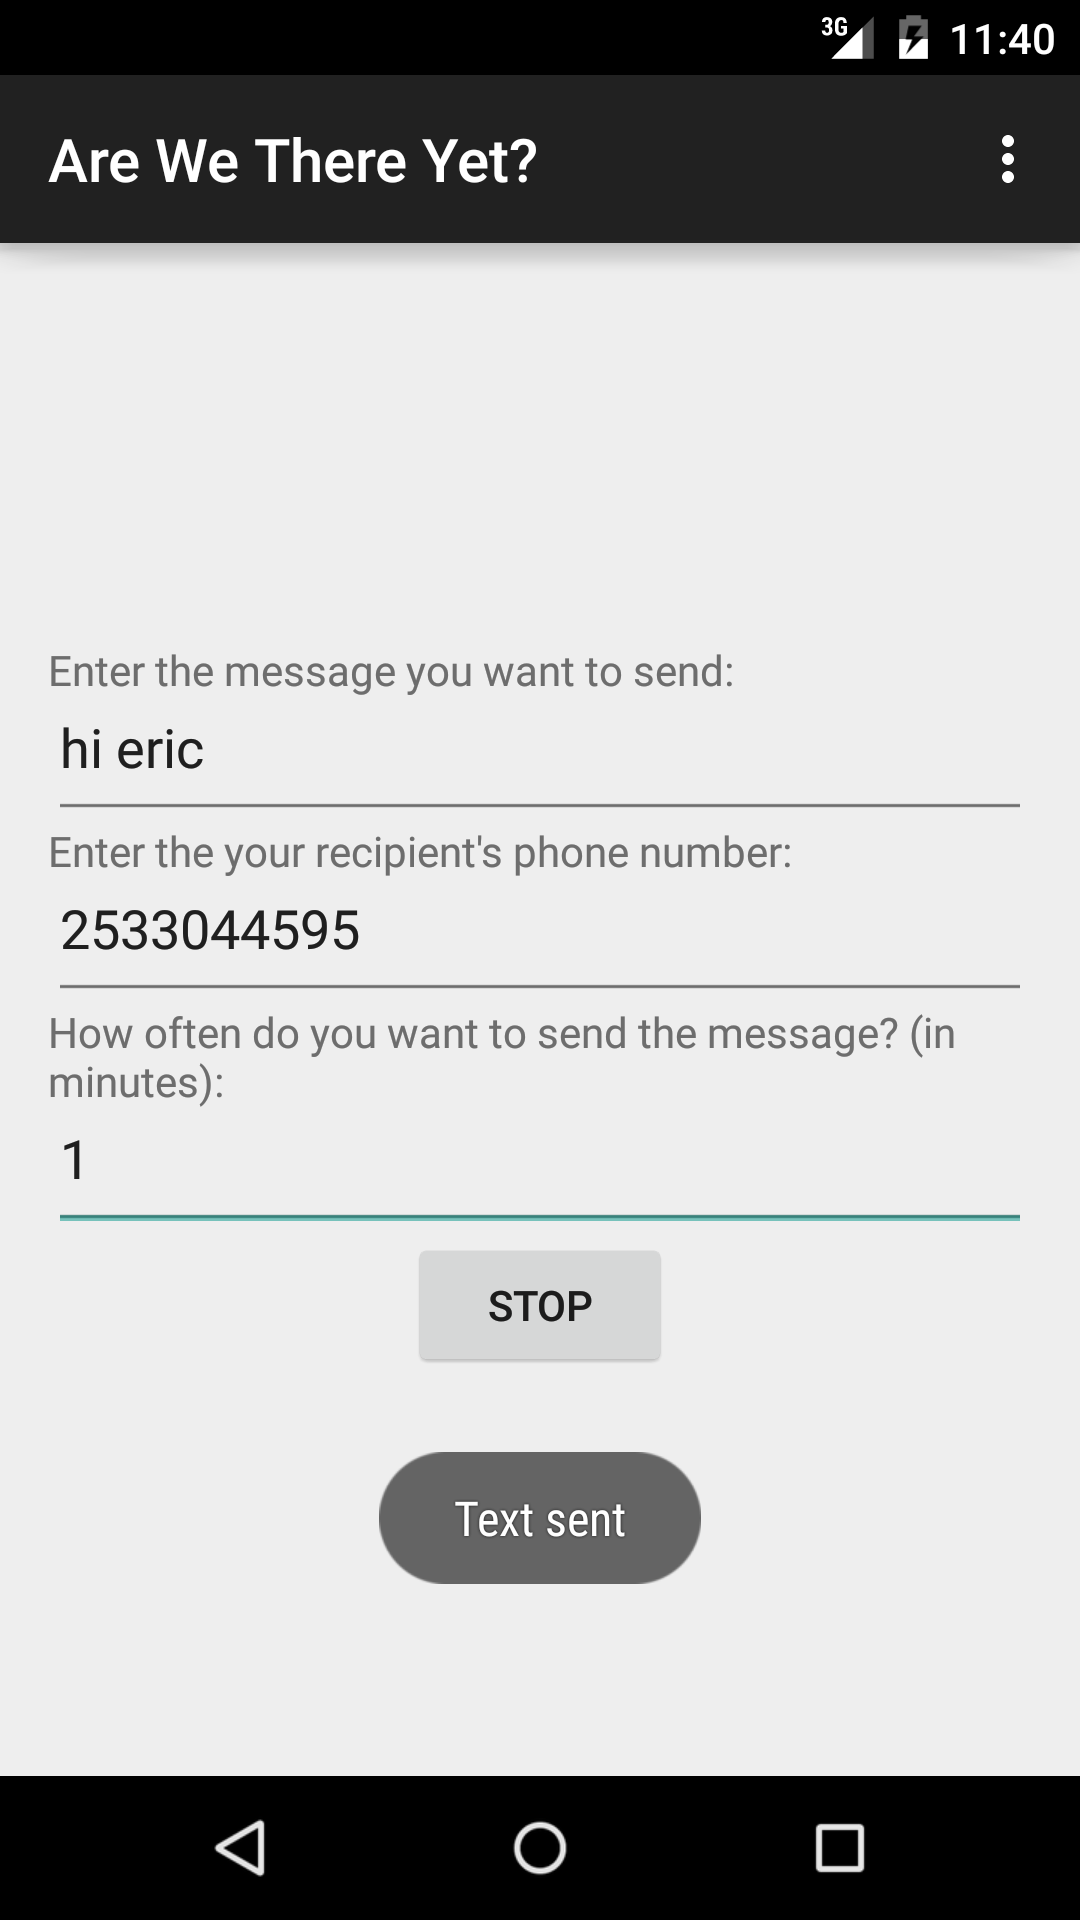 3G 11:40
Are We There Yet?
Enter the message you want to send:
hi eric
Enter the your recipient's phone number:
2533044595
How often do you want to send the message? (in
minutes):
1
STOP
Text sent